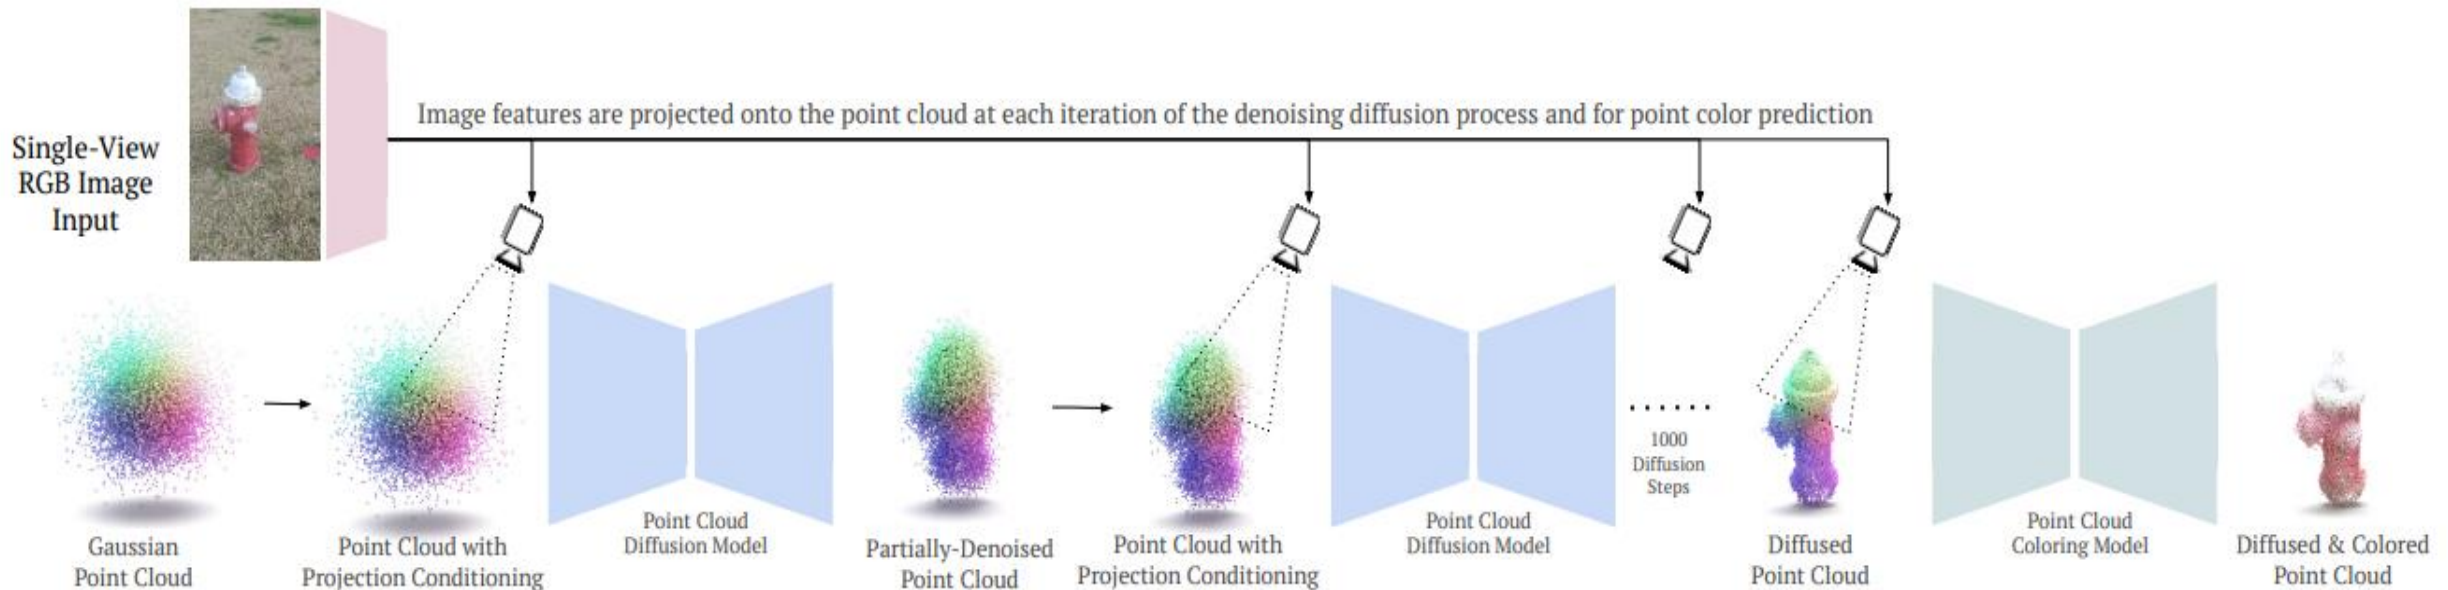 Image features are projected onto the point cloud at each iteration of the denoising diffusion process and for point color prediction
Single-View
RGB Image
Input
1000
Diffusion
Steps
Gaussian
Point Cloud
Point Cloud with
Projection Conditioning
Point Cloud
Diffusion Model
Partially-Denoised
Point Cloud
Point Cloud with
Projection Conditioning
Point Cloud
Diffusion Model
Diffused
Point Cloud
Point Cloud
Coloring Model
Diffused & Colored
Point Cloud